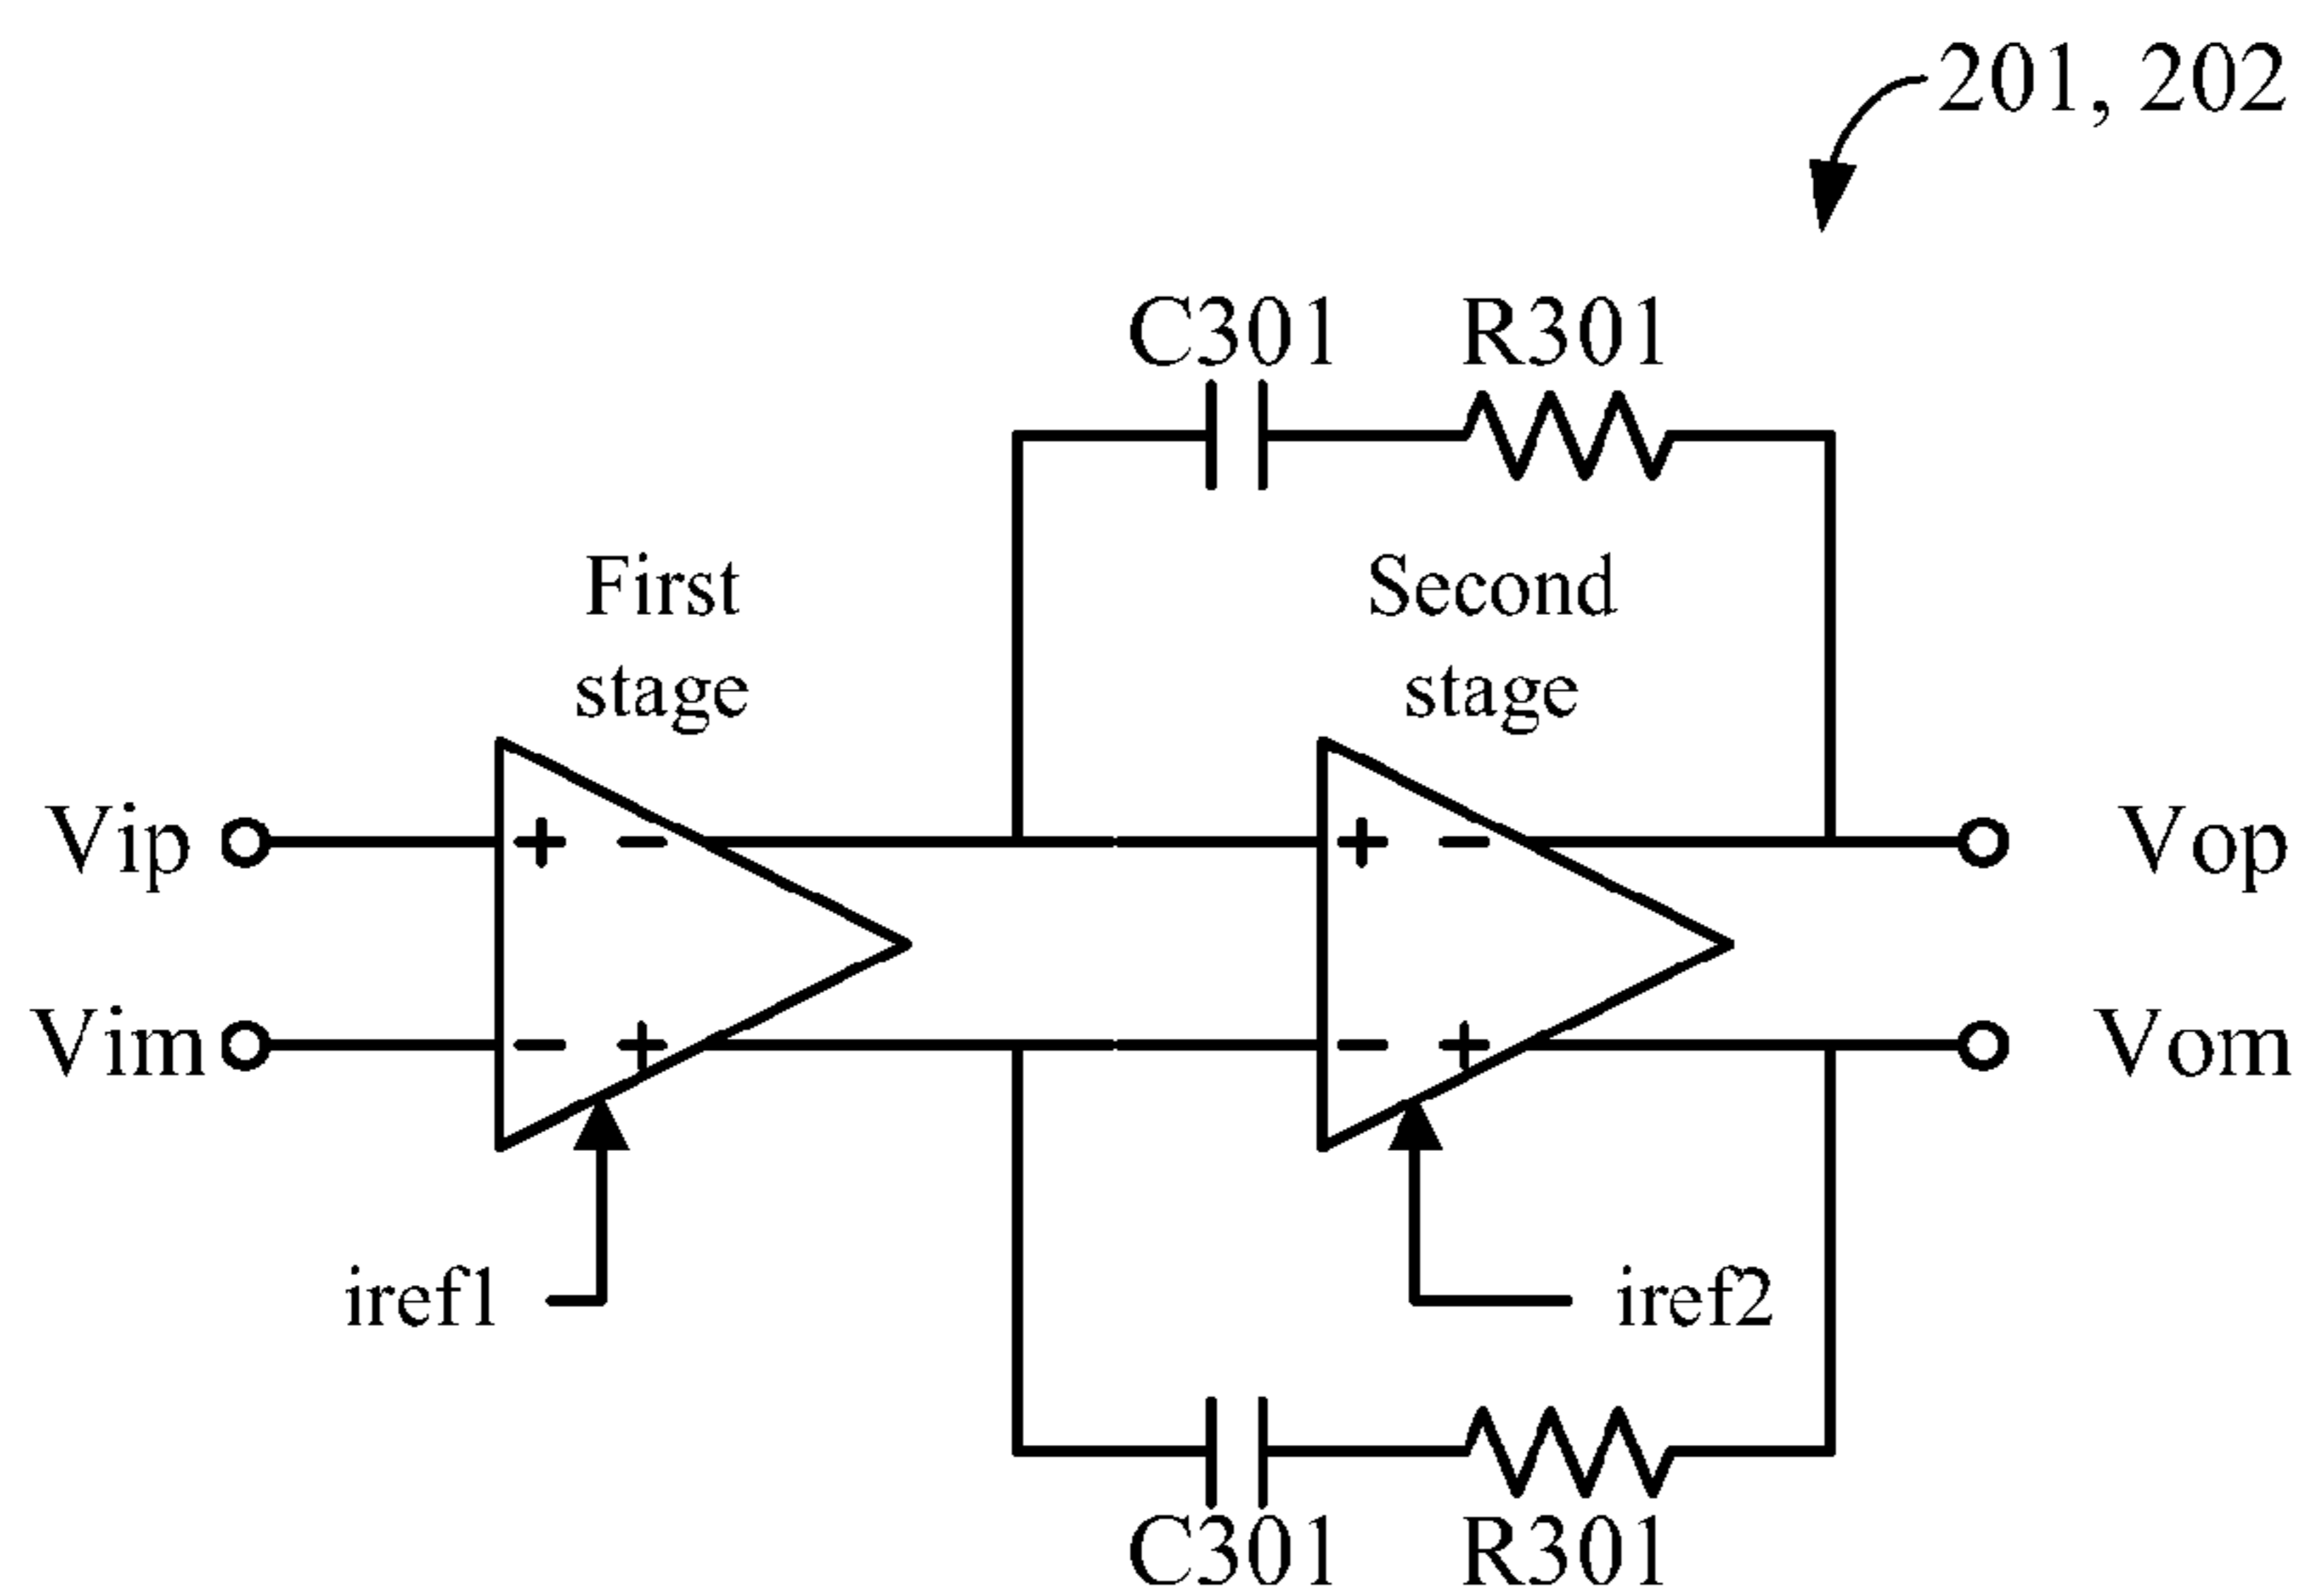 201, 202
C301 R301
First Second
stage stage
+ - + -
Vip Vop
Vim Vom
- + - +
iref1 iref2
C301 R301